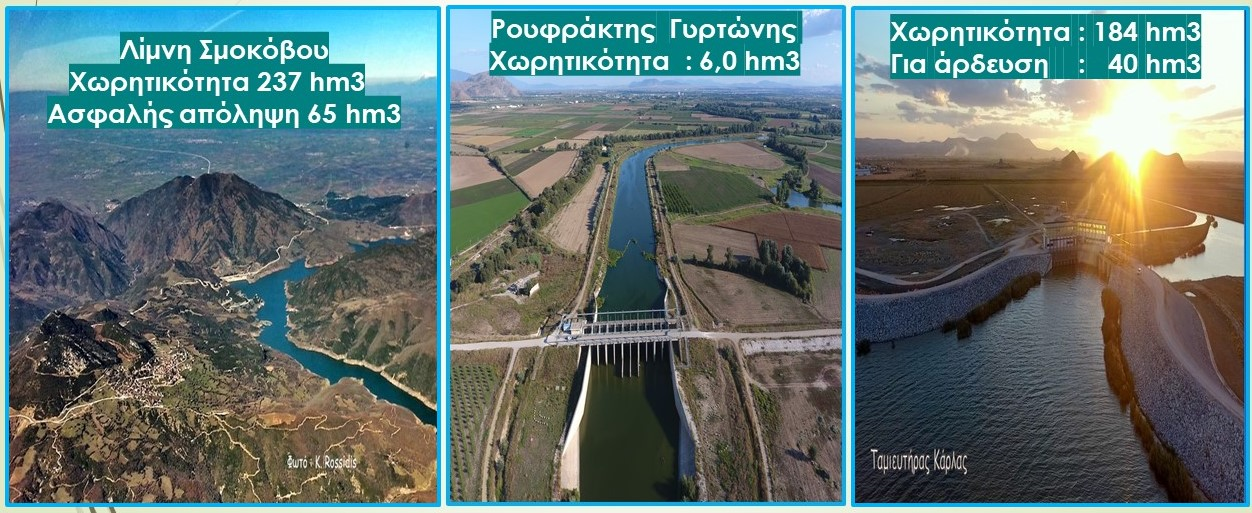 Λίμνη Σμοκόβου
Χωρητικότητα 237 hm3
Ασφαλής απόληψη 65 hm3
Φωτό : K. Rossidis
Ρουφράκτης Γυρτώνης
Χωρητικότητα : 6,0 hm3
Χωρητικότητα : 184 hm3
Για άρδευση : 40 hm3
Ταμιευτήρας Κάρλας